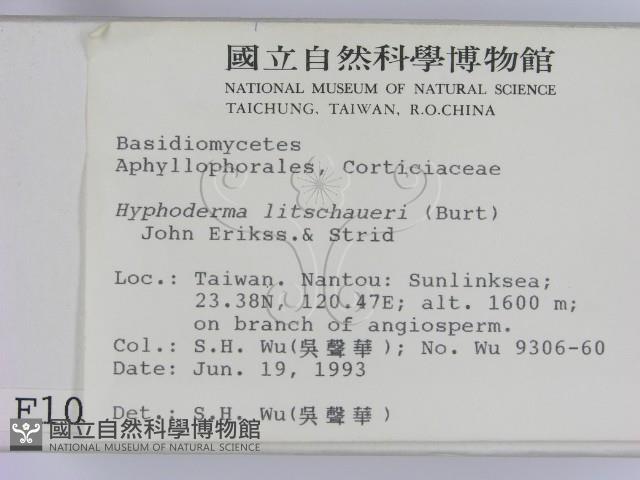 國立自然科學博物館
NATIONAL MUSEUM OF NATURAL SCIENCE
TAICHUNG, TAIWAN, R.O.CHINA
Basidiomycetes
Aphyllophorales, Corticiaceae
Hyphoderma litschaueri (Burt)
John Erikss.& Strid
Loc.: Taiwan. Nantou: Sunlinksea;
23.38N, 120.47E; alt. 1600 m;
on branch of angiosperm.
Col.: S.H. Wu(吳聲華); No. Wu 9306-60
Date: Jun. 19, 1993
Det.: S.H. Wu(吳聲華)
F10
國立自然科學博物館
NATIONAL MUSEUM OF NATURAL SCIENCE